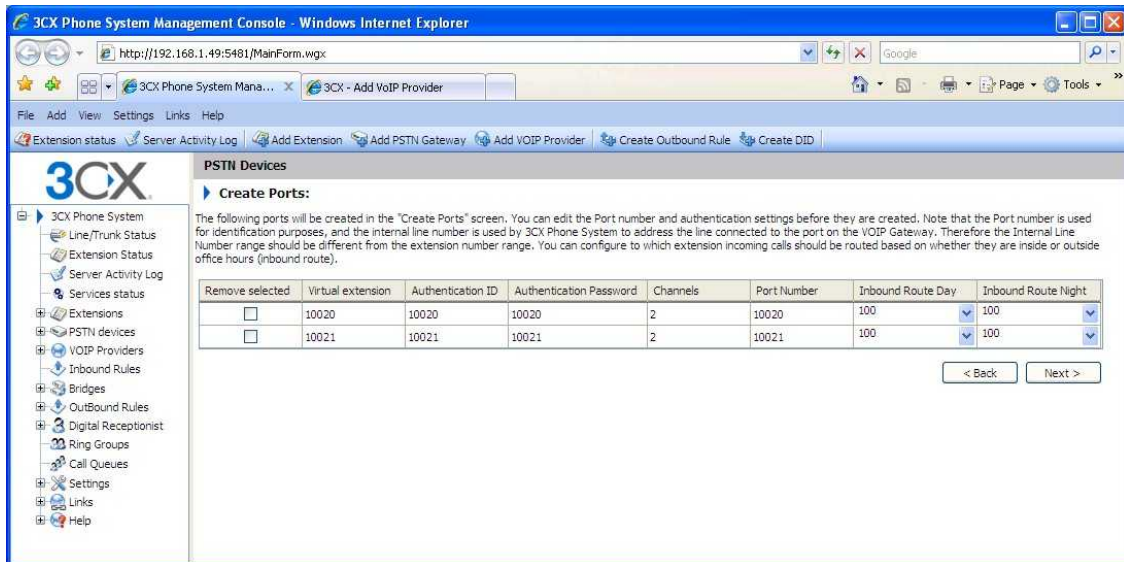 3CX Phone System Management Console - Windows Internet Explorer
http://192.168.1.49:5481/MainForm.wgx
Google
3CX Phone System Mana... X
3CX - Add VoIP Provider
Page
Tools
File Add View Settings Links Help
Extension status Server Activity Log Add Extension Add PSTN Gateway Add VOIP Provider Create Outbound Rule Create DID
3CX
3CX Phone System
Line/Trunk Status
Extension Status
Server Activity Log
Services status
Extensions
PSTN devices
VOIP Providers
Inbound Rules
Bridges
OutBound Rules
Digital Receptionist
Ring Groups
Call Queues
Settings
Links
Help
PSTN Devices
Create Ports:
The following ports will be created in the "Create Ports" screen. You can edit the Port number and authentication settings before they are created. Note that the Port number is used
for identification purposes, and the internal line number is used by 3CX Phone System to address the line connected to the port on the VOIP Gateway. Therefore the Internal Line
Number range should be different from the extension number range. You can configure to which extension incoming calls should be routed based on whether they are inside or outside
office hours (inbound route).
Remove selected Virtual extension Authentication ID Authentication Password Channels Port Number Inbound Route Day Inbound Route Night
10020 10020 10020 2 10020 100 100
10021 10021 10021 2 10021 100 100
< Back Next >